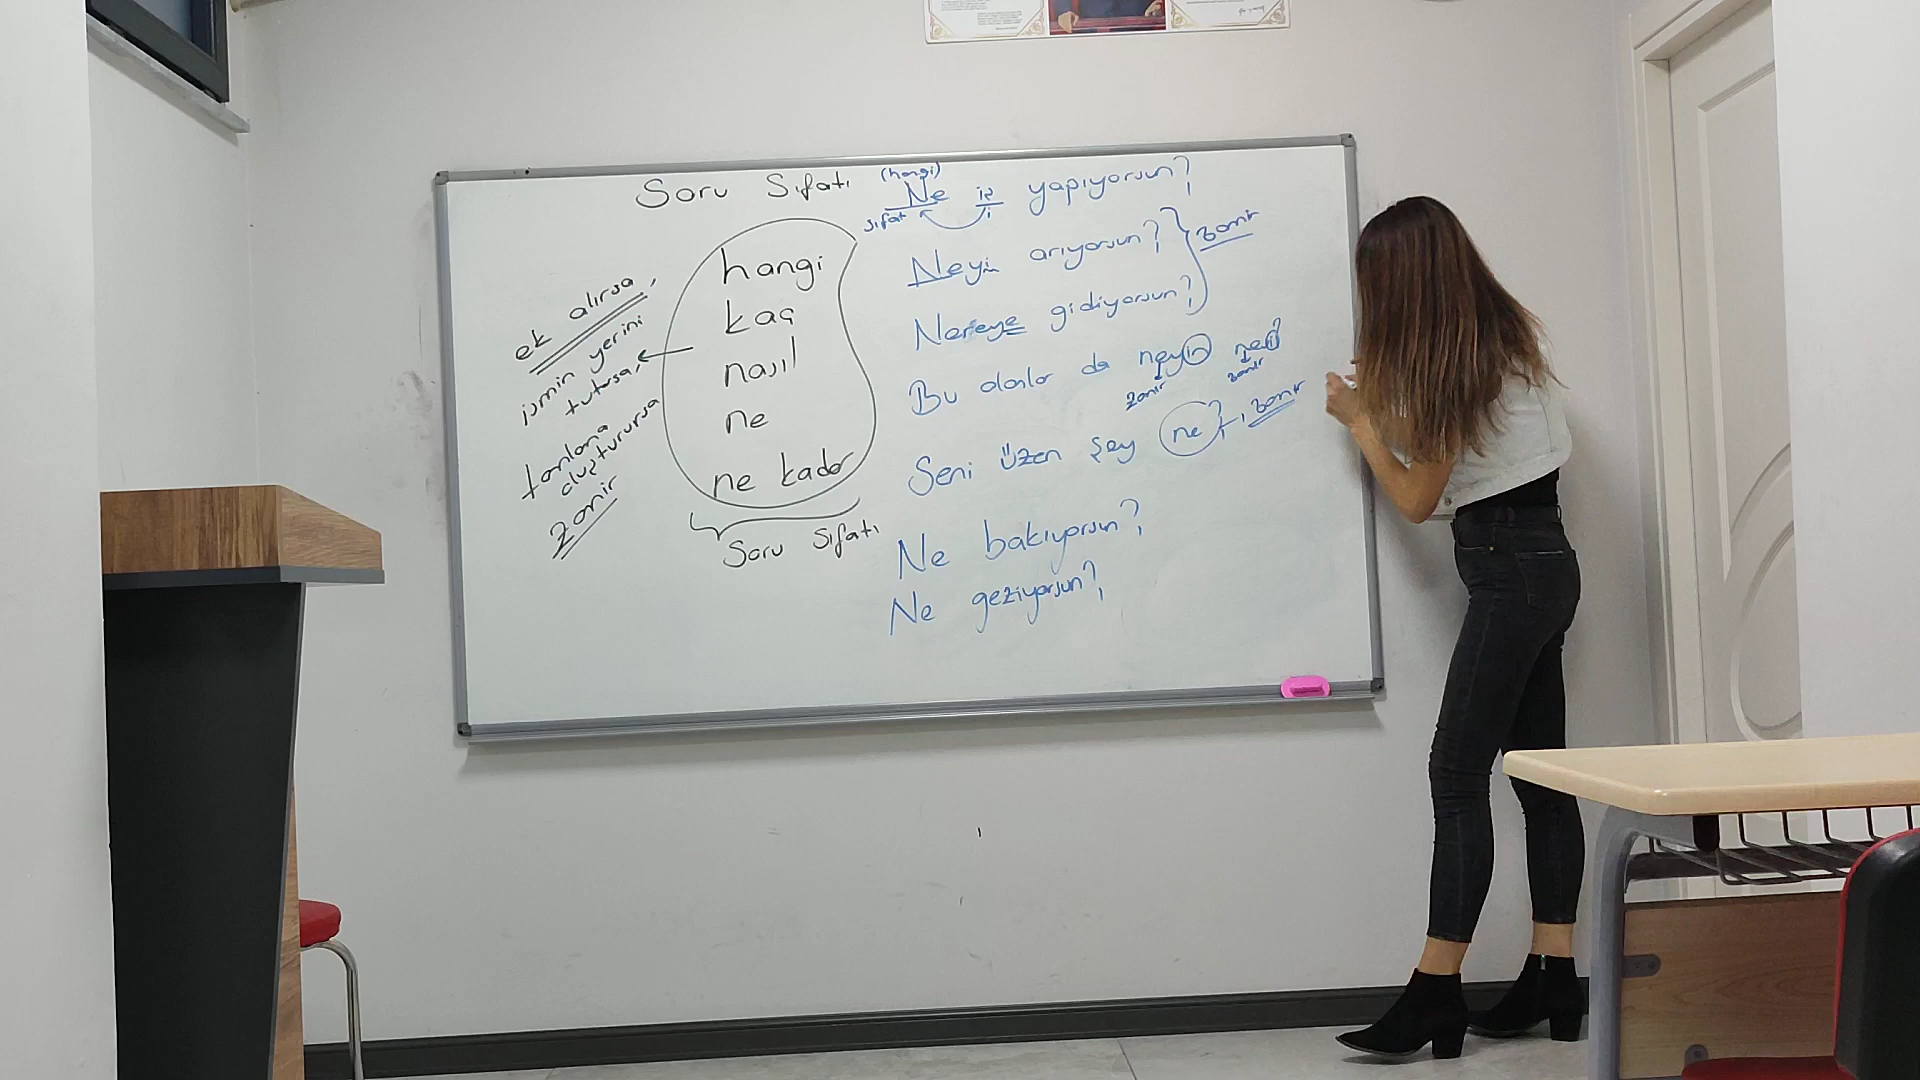 Soru Sıfatı
hangi
kaç
nasıl
ne
ne kadar
Soru Sıfatı
ek alırsa,
ismin yerini
tutarsa,
tamlama
oluşturursa
zamir
(hangi)
Ne iş yapıyorsun?
sıfat i
Neyin arıyorsun?
zamir
Nereye gidiyorsun?
Bu olanlar da neyin nesi?
zamir zamir
Seni üzen şey ne? zamir
Ne bakıyorsun?
Ne geziyorsun?